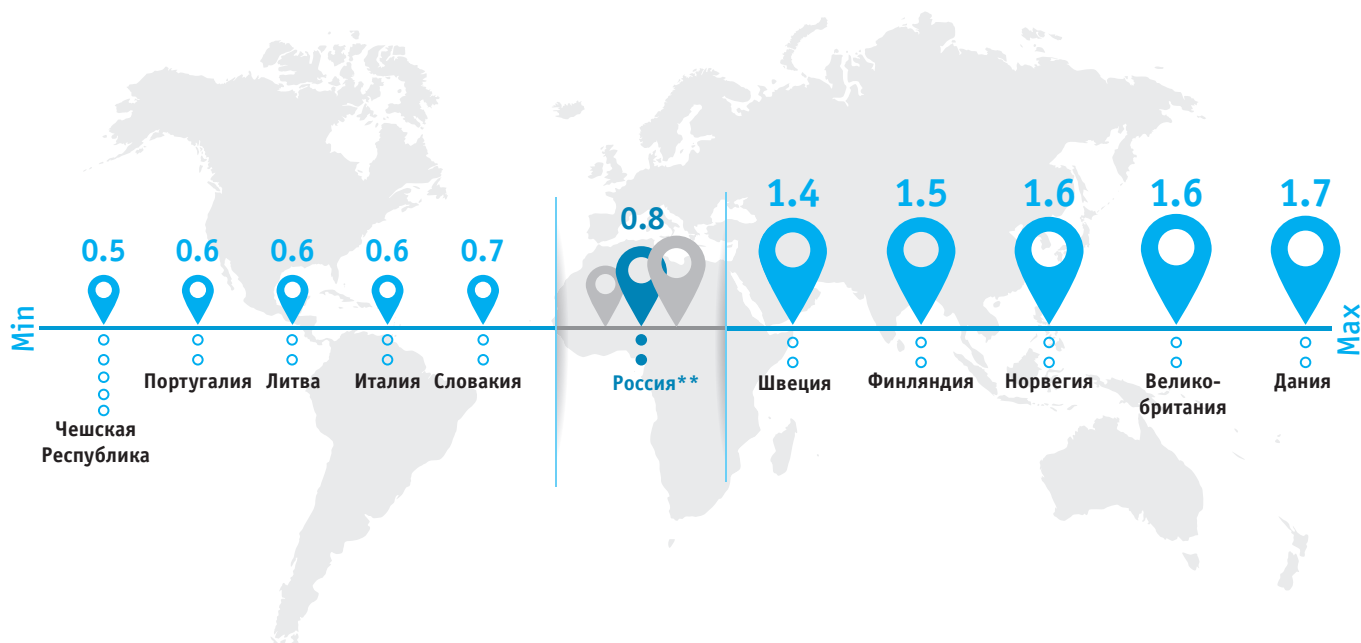 1.4
1.5
1.6
1.6
1.7
0.8
0.5
0.6
0.6
0.6
0.7
Min
Max
Португалия
Литва
Италия
Словакия
Россия**
Швеция
Финляндия
Норвегия
Велико-
британия
Дания
Чешская
Республика